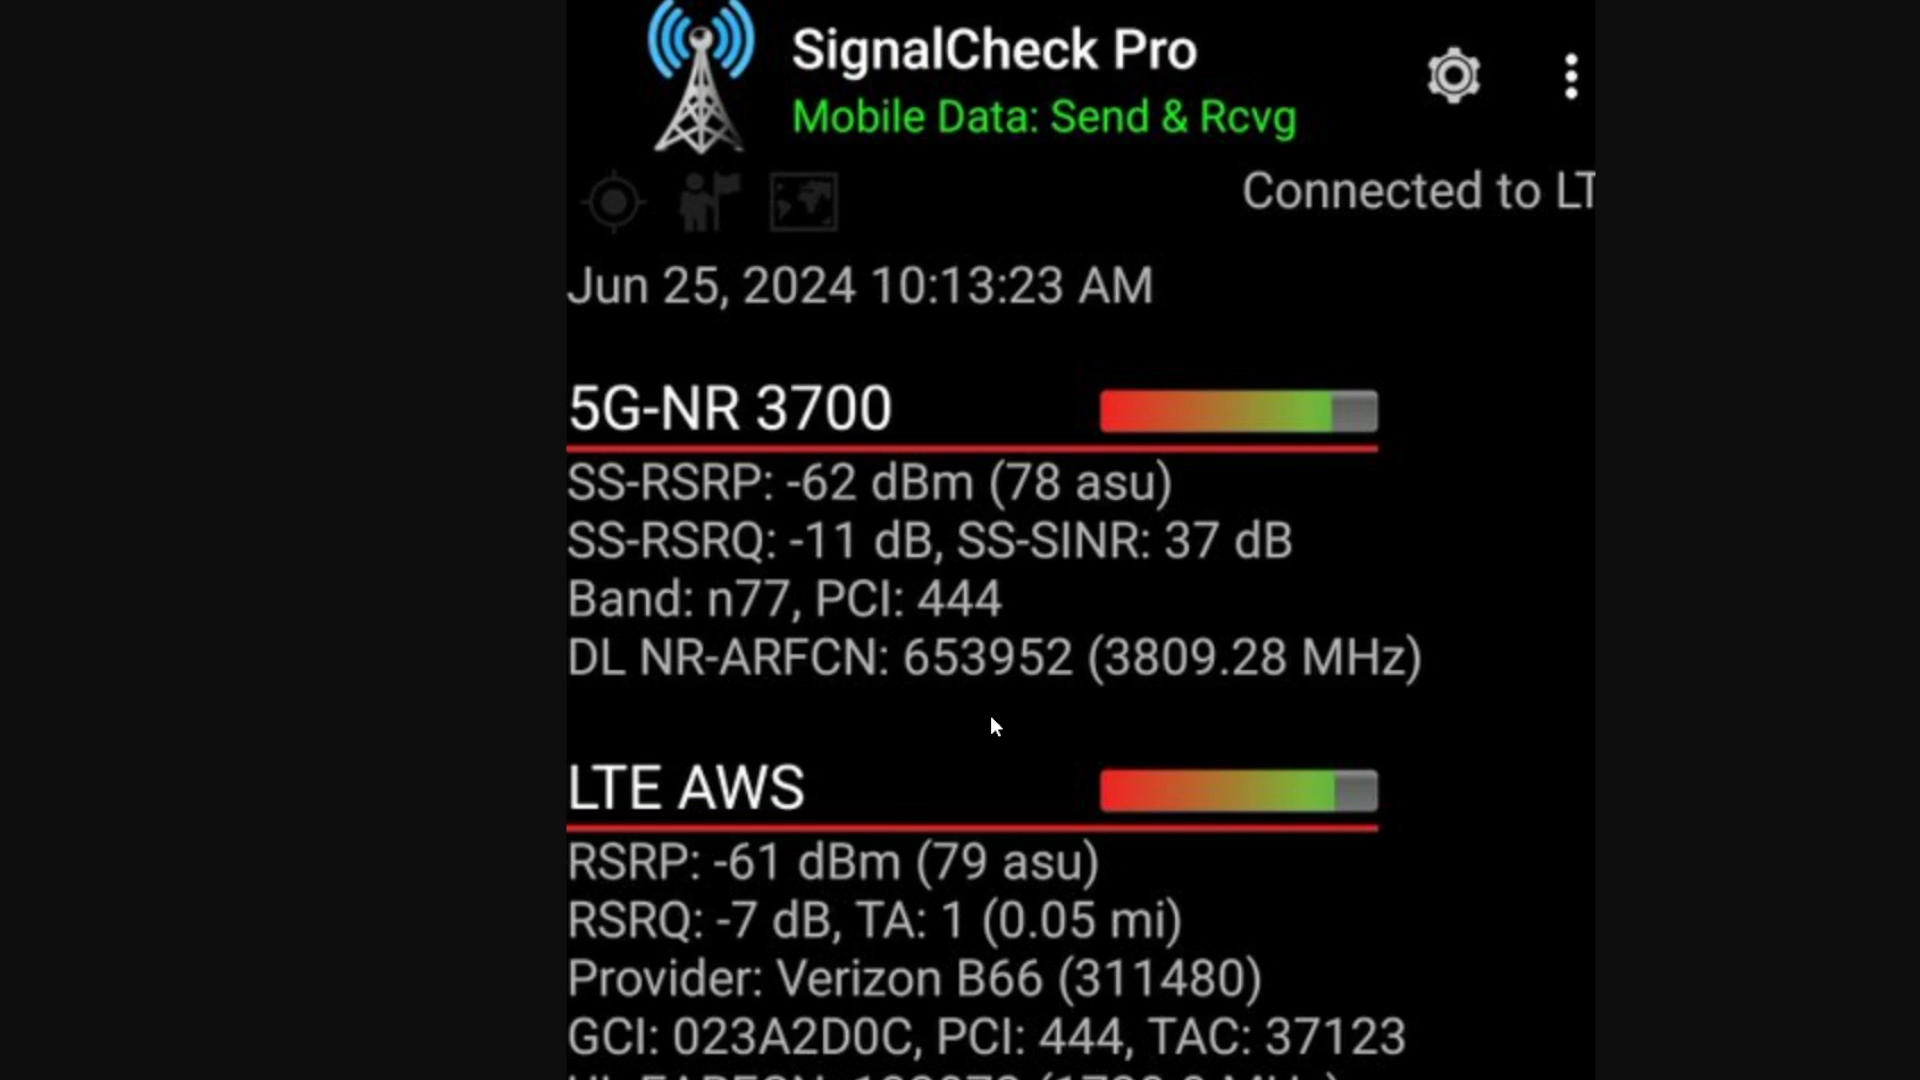 SignalCheck Pro
Mobile Data: Send & Rcvg
Connected to LT
Jun 25, 2024 10:13:23 AM
5G-NR 3700
SS-RSRP: -62 dBm (78 asu)
SS-RSRQ: -11 dB, SS-SINR: 37 dB
Band: n77, PCI: 444
DL NR-ARFCN: 653952 (3809.28 MHz)
LTE AWS
RSRP: -61 dBm (79 asu)
RSRQ: -7 dB, TA: 1 (0.05 mi)
Provider: Verizon B66 (311480)
GCI: 023A2D0C, PCI: 444, TAC: 37123